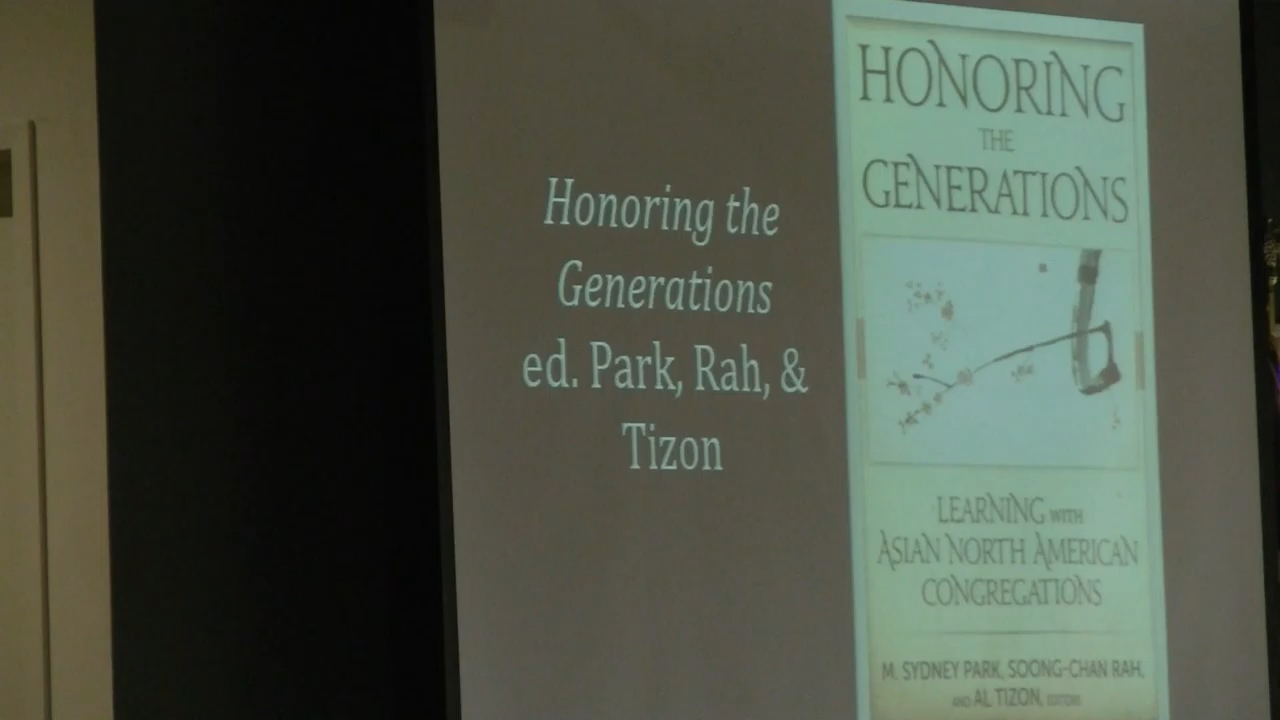 Honoring the
Generations
ed. Park, Rah, &
Tizon
HONORING
THE
GENERATIONS
LEARNING WITH
ASIAN NORTH AMERICAN
CONGREGATIONS
M. SYDNEY PARK, SOONG-CHAN RAH,
AND AL TIZON, EDITORS